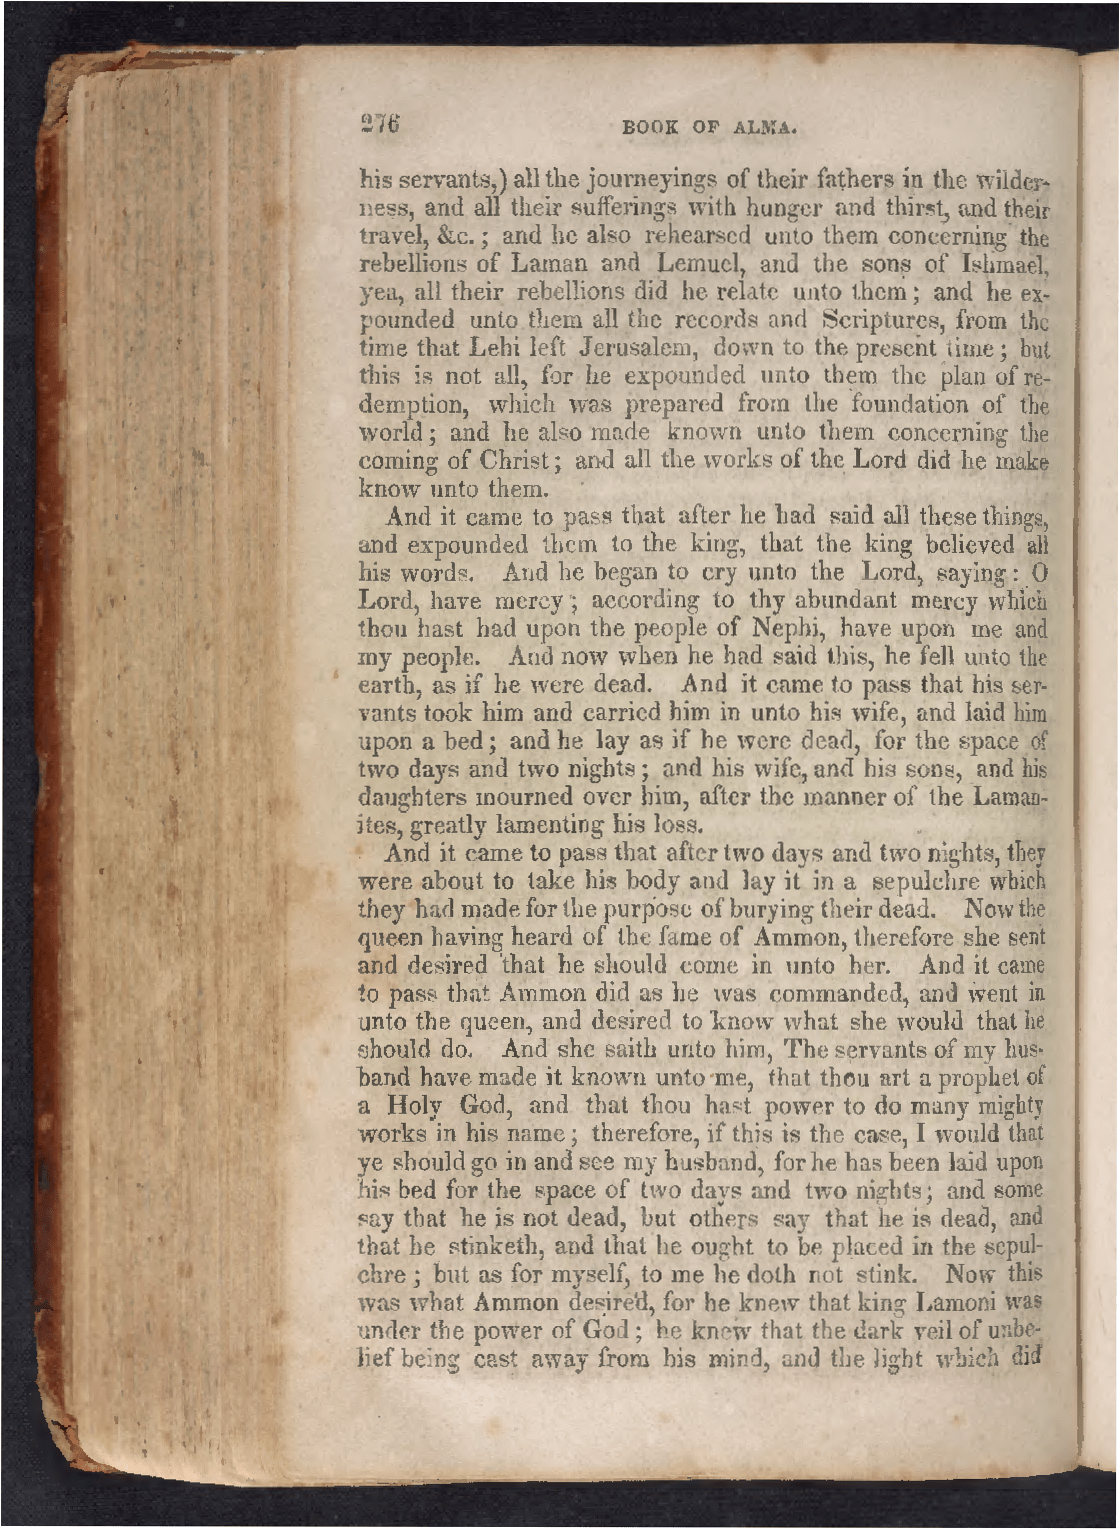 276 BOOK OF ALMA.
his servants,) all the journeyings of their fathers in the wilder-
ness, and all their sufferings with hunger and thirst, and their
travel, &c. ; and he also rehearsed unto them concerning the
rebellions of Laman and Lemuel, and the sons of Ishmael,
yea, all their rebellions did he relate unto them ; and he ex-
pounded unto them all the records and Scriptures, from the
time that Lehi left Jerusalem, down to the present time ; but
this is not all, for he expounded unto them the plan of re-
demption, which was prepared from the foundation of the
world ; and he also made known unto them concerning the
coming of Christ ; and all the works of the Lord did he make
know unto them.
And it came to pass that after he had said all these things,
and expounded them to the king, that the king believed all
his words. And he began to cry unto the Lord, saying : O
Lord, have mercy ; according to thy abundant mercy which
thou hast had upon the people of Nephi, have upon me and
my people. And now when he had said this, he fell unto the
earth, as if he were dead. And it came to pass that his ser-
vants took him and carried him in unto his wife, and laid him
upon a bed ; and he lay as if he were dead, for the space of
two days and two nights ; and his wife, and his sons, and his
daughters mourned over him, after the manner of the Laman-
ites, greatly lamenting his loss.
And it came to pass that after two days and two nights, they
were about to take his body and lay it in a sepulchre which
they had made for the purpose of burying their dead. Now the
queen having heard of the fame of Ammon, therefore she sent
and desired that he should come in unto her. And it came
to pass that Ammon did as he was commanded, and went in
unto the queen, and desired to know what she would that he
should do. And she saith unto him, The servants of my hus-
band have made it known unto me, that thou art a prophet of
a Holy God, and that thou hast power to do many mighty
works in his name ; therefore, if this is the case, I would that
ye should go in and see my husband, for he has been laid upon
his bed for the space of two days and two nights ; and some
say that he is not dead, but others say that he is dead, and
that he stinketh, and that he ought to be placed in the sepul-
chre ; but as for myself, to me he doth not stink. Now this
was what Ammon desired, for he knew that king Lamoni was
under the power of God ; he knew that the dark veil of unbe-
lief being cast away from his mind, and the light which did